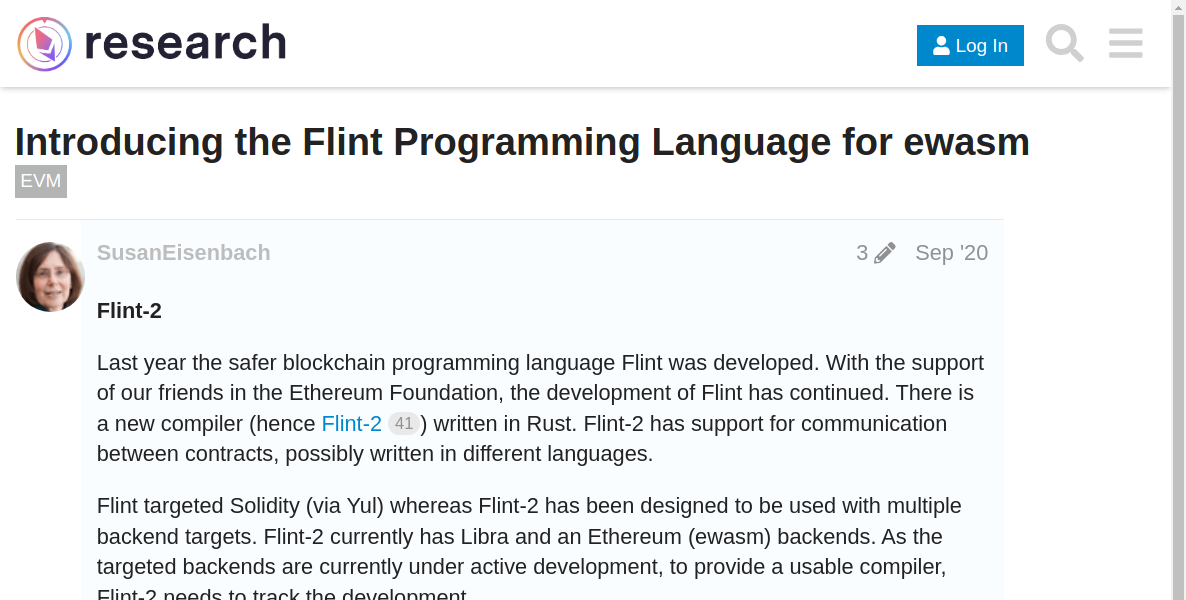 research
Log In
Introducing the Flint Programming Language for ewasm
EVM
SusanEisenbach
3
Sep '20
Flint-2
Last year the safer blockchain programming language Flint was developed. With the support
of our friends in the Ethereum Foundation, the development of Flint has continued. There is
a new compiler (hence Flint-2 41) written in Rust. Flint-2 has support for communication
between contracts, possibly written in different languages.
Flint targeted Solidity (via Yul) whereas Flint-2 has been designed to be used with multiple
backend targets. Flint-2 currently has Libra and an Ethereum (ewasm) backends. As the
targeted backends are currently under active development, to provide a usable compiler,
Flint-2 needs to track the development.